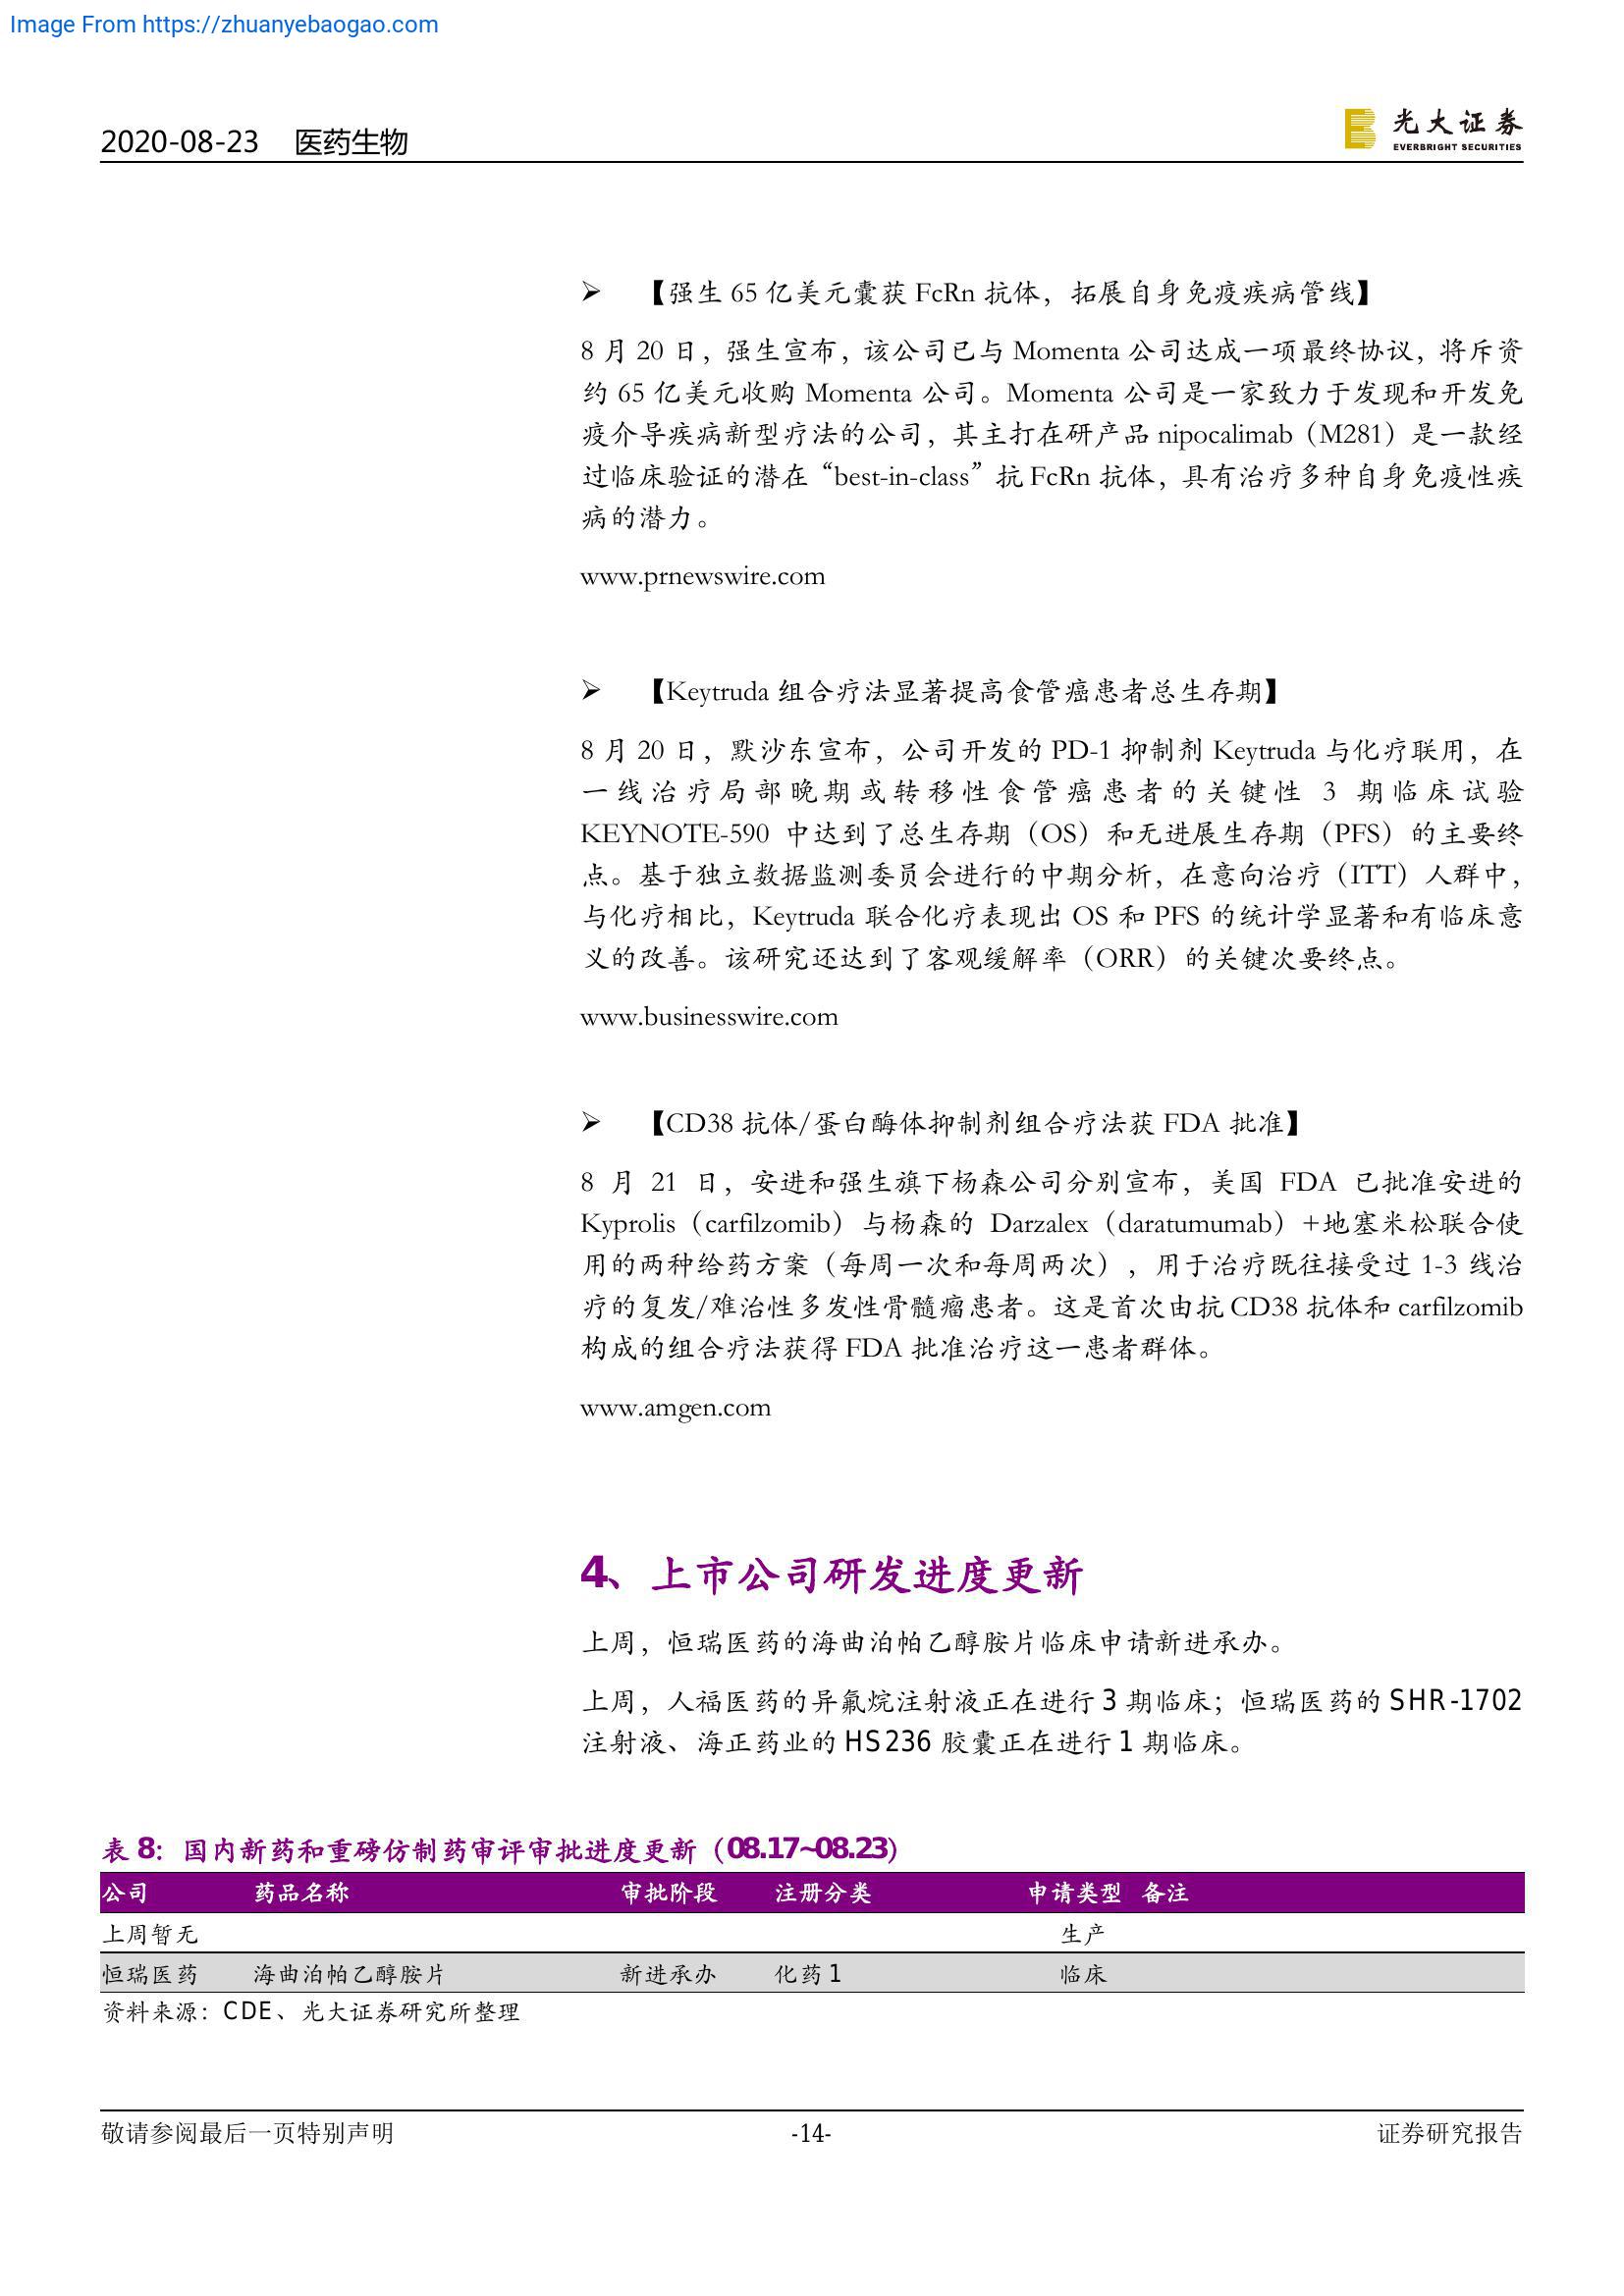 Image From https://zhuanyebaogao.com
2020-08-23 医药生物
光大证券
EVERBRIGHT SECURITIES
➢ 【强生 65 亿美元囊获 FcRn 抗体，拓展自身免疫疾病管线】
8 月 20 日，强生宣布，该公司已与 Momenta 公司达成一项最终协议，将斥资
约 65 亿美元收购 Momenta 公司。Momenta 公司是一家致力于发现和开发免
疫介导疾病新型疗法的公司，其主打在研产品 nipocalimab（M281）是一款经
过临床验证的潜在“best-in-class”抗 FcRn 抗体，具有治疗多种自身免疫性疾
病的潜力。
www.prnewswire.com
➢ 【Keytruda 组合疗法显著提高食管癌患者总生存期】
8 月 20 日，默沙东宣布，公司开发的 PD-1 抑制剂 Keytruda 与化疗联用，在
一线治疗局部晚期或转移性食管癌患者的关键性 3 期临床试验
KEYNOTE-590 中达到了总生存期（OS）和无进展生存期（PFS）的主要终
点。基于独立数据监测委员会进行的中期分析，在意向治疗（ITT）人群中，
与化疗相比，Keytruda 联合化疗表现出 OS 和 PFS 的统计学显著和有临床意
义的改善。该研究还达到了客观缓解率（ORR）的关键次要终点。
www.businesswire.com
➢ 【CD38 抗体/蛋白酶体抑制剂组合疗法获 FDA 批准】
8 月 21 日，安进和强生旗下杨森公司分别宣布，美国 FDA 已批准安进的
Kyprolis（carfilzomib）与杨森的 Darzalex（daratumumab）+地塞米松联合使
用的两种给药方案（每周一次和每周两次），用于治疗既往接受过 1-3 线治
疗的复发/难治性多发性骨髓瘤患者。这是首次由抗 CD38 抗体和 carfilzomib
构成的组合疗法获得 FDA 批准治疗这一患者群体。
www.amgen.com
4、上市公司研发进度更新
上周，恒瑞医药的海曲泊帕乙醇胺片临床申请新进承办。
上周，人福医药的异氟烷注射液正在进行 3 期临床；恒瑞医药的 SHR-1702
注射液、海正药业的 HS236 胶囊正在进行 1 期临床。
表 8：国内新药和重磅仿制药审评审批进度更新（08.17~08.23）
公司 药品名称 审批阶段 注册分类 申请类型 备注
上周暂无 生产
恒瑞医药 海曲泊帕乙醇胺片 新进承办 化药 1 临床
资料来源：CDE、光大证券研究所整理
敬请参阅最后一页特别声明 -14- 证券研究报告